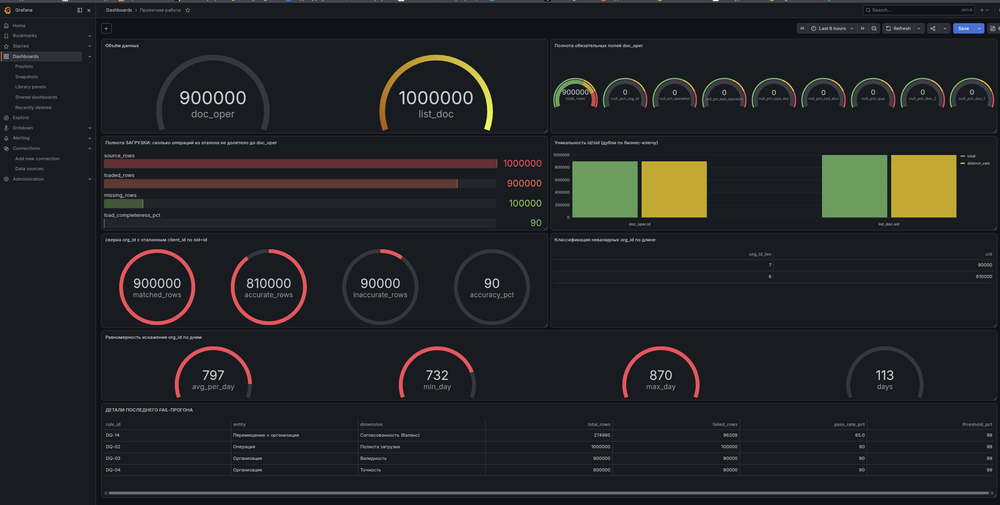 Grafana
Dashboards › Проектная работа
Search... ctrl+k
Home
Bookmarks
Starred
Dashboards
Playlists
Snapshots
Library panels
Shared dashboards
Recently deleted
Explore
Drilldown
Alerting
Connections
Add new connection
Data sources
Administration
Last 6 hours
Refresh
Save
Объём данных
900000
doc_oper
1000000
list_doc
Полнота обязательных полей doc_oper
900000
total_rows
0
null_pct_org_id
0
null_pct_operation
0
null_pct_date_operation
0
null_pct_type_doc
0
null_pct_cod_alco
0
null_pct_qua
0
null_pct_doc_2
0
null_pct_doc_1
Полнота ЗАГРУЗКИ: сколько операций из эталона не долетело до doc_oper
source_rows
1000000
loaded_rows
900000
missing_rows
100000
load_completeness_pct
90
Уникальность id/sid (дубли по бизнес-ключу)
1000000
800000
600000
400000
200000
0
doc_oper.id
list_doc.sid
total
distinct_vals
сверка org_id с эталонным client_id по sid=id
900000
matched_rows
810000
accurate_rows
90000
inaccurate_rows
90
accuracy_pct
Классификация невалидных org_id по длине
org_id_len cnt
7 90000
8 810000
Равномерность искажения org_id по дням
797
avg_per_day
732
min_day
870
max_day
113
days
ДЕТАЛИ ПОСЛЕДНЕГО FAIL-ПРОГОНА
rule_id entity dimension total_rows failed_rows pass_rate_pct threshold_pct
DQ-14 Перемещение × организация Согласованность (баланс) 274995 96309 65.0 99
DQ-02 Операция Полнота загрузки 1000000 100000 90 99
DQ-03 Организация Валидность 900000 90000 90 99
DQ-04 Организация Точность 900000 90000 90 99